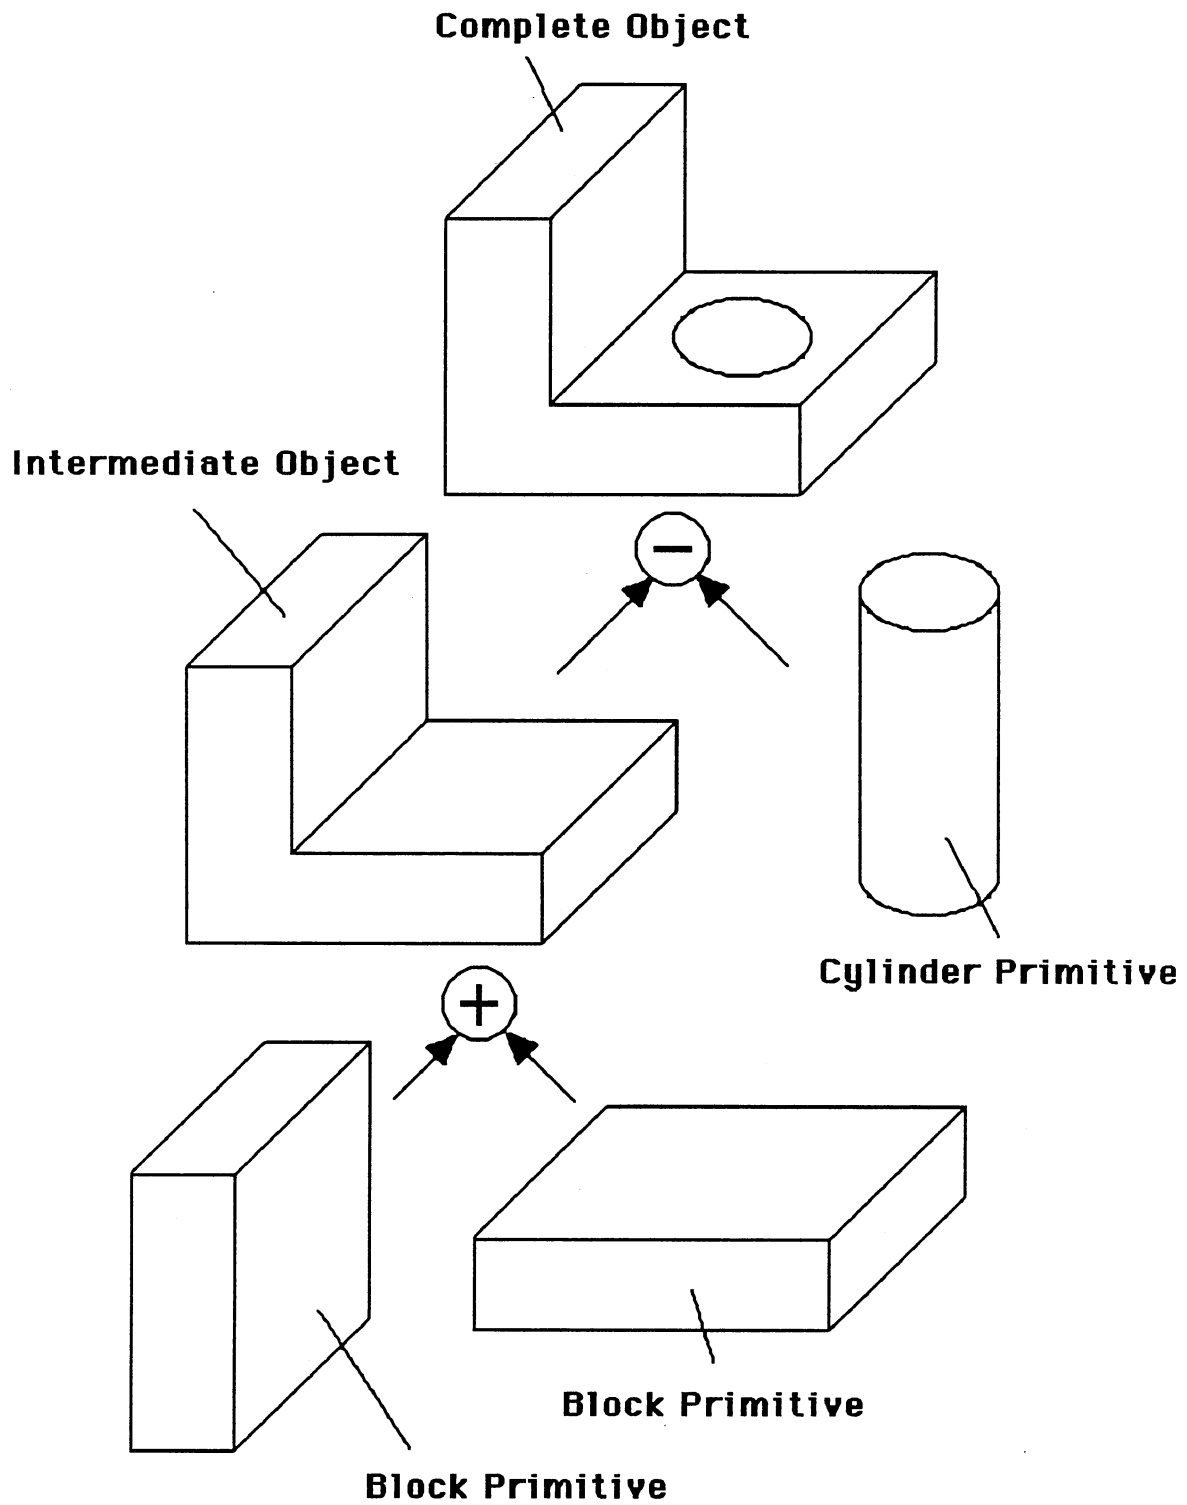 Complete Object
Intermediate Object
−
Cylinder Primitive
+
Block Primitive
Block Primitive